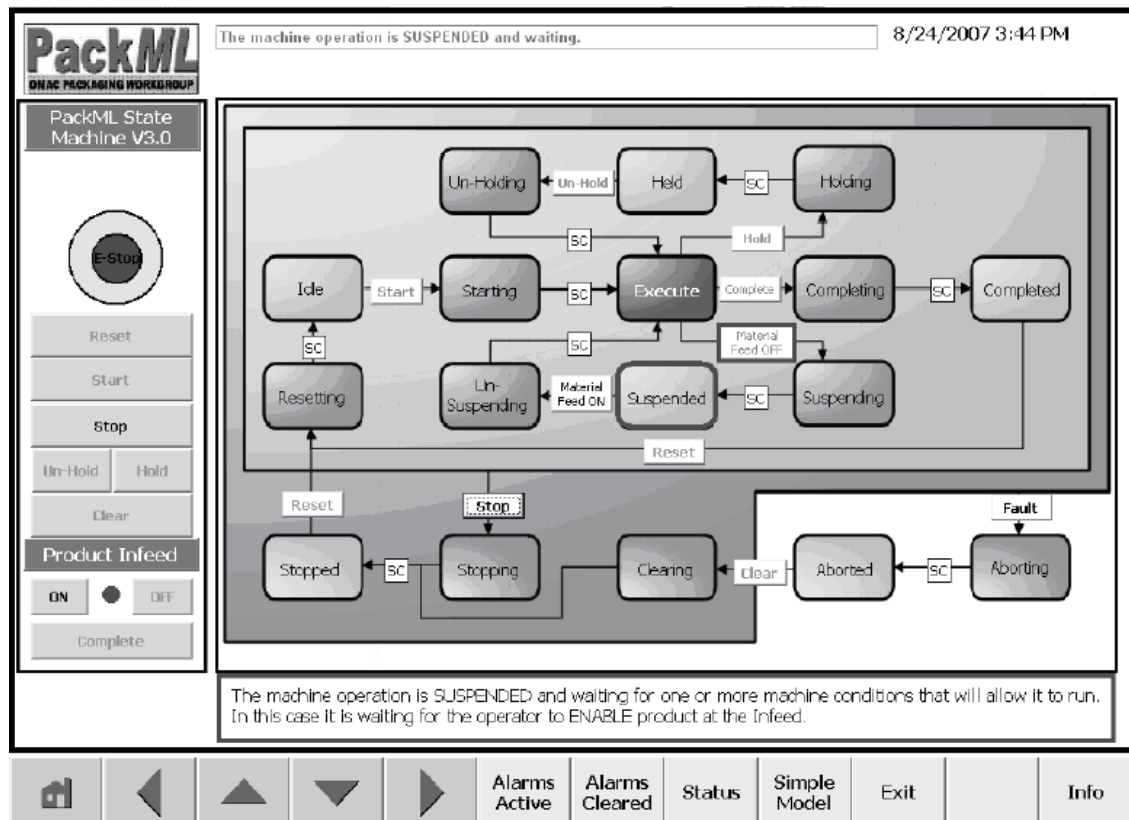 PackML
OMAC PACKAGING WORKGROUP
The machine operation is SUSPENDED and waiting.
8/24/2007 3:44 PM
PackML State
Machine V3.0
E-Stop
Reset
Start
Stop
Un-Hold
Hold
Clear
Product Infeed
ON
OFF
Complete
Un-Holding
Un-Hold
Held
SC
Holding
SC
Hold
Idle
Start
Starting
SC
Execute
Complete
Completing
SC
Completed
SC
SC
Material
Feed OFF
Resetting
Un-
Suspending
Material
Feed ON
Suspended
SC
Suspending
Reset
Reset
Stop
Fault
Stopped
SC
Stopping
Clearing
Clear
Aborted
SC
Aborting
The machine operation is SUSPENDED and waiting for one or more machine conditions that will allow it to run.
In this case it is waiting for the operator to ENABLE product at the Infeed.
Alarms
Active
Alarms
Cleared
Status
Simple
Model
Exit
Info